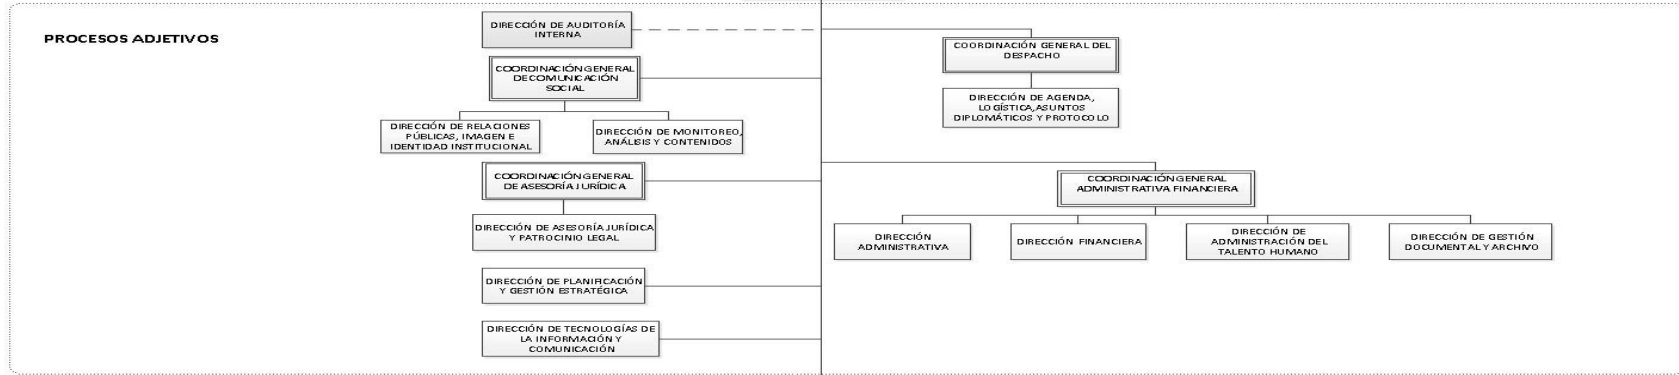 PROCESOS ADJETIVOS
DIRECCIÓN DE AUDITORÍA
INTERNA
COORDINACIÓN GENERAL
DE COMUNICACIÓN
SOCIAL
DIRECCIÓN DE RELACIONES
PÚBLICAS, IMAGEN E
IDENTIDAD INSTITUCIONAL
DIRECCIÓN DE MONITOREO,
ANÁLISIS Y CONTENIDOS
COORDINACIÓN GENERAL
DE ASESORÍA JURÍDICA
DIRECCIÓN DE ASESORÍA JURÍDICA
Y PATROCINIO LEGAL
DIRECCIÓN DE PLANIFICACIÓN
Y GESTIÓN ESTRATÉGICA
DIRECCIÓN DE TECNOLOGÍAS DE
LA INFORMACIÓN Y
COMUNICACIÓN
COORDINACIÓN GENERAL DEL
DESPACHO
DIRECCIÓN DE AGENDA,
LOGÍSTICA, ASUNTOS
DIPLOMÁTICOS Y PROTOCOLO
COORDINACIÓN GENERAL
ADMINISTRATIVA FINANCIERA
DIRECCIÓN
ADMINISTRATIVA
DIRECCIÓN FINANCIERA
DIRECCIÓN DE
ADMINISTRACIÓN DEL
TALENTO HUMANO
DIRECCIÓN DE GESTIÓN
DOCUMENTAL Y ARCHIVO